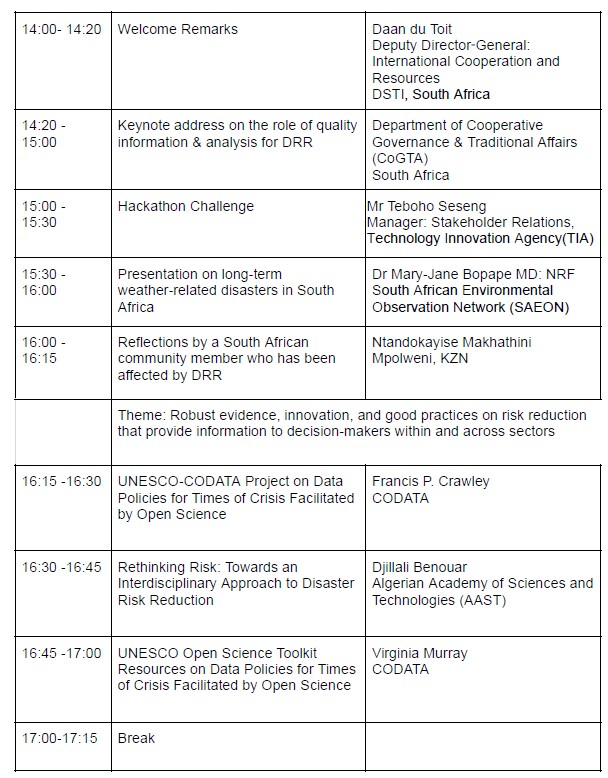 14:00- 14:20
Welcome Remarks
Daan du Toit
Deputy Director-General:
International Cooperation and
Resources
DSTI, South Africa
14:20 -
15:00
Keynote address on the role of quality
information & analysis for DRR
Department of Cooperative
Governance & Traditional Affairs
(CoGTA)
South Africa
15:00 -
15:30
Hackathon Challenge
Mr Teboho Seseng
Manager: Stakeholder Relations,
Technology Innovation Agency(TIA)
15:30 -
16:00
Presentation on long-term
weather-related disasters in South
Africa
Dr Mary-Jane Bopape MD: NRF
South African Environmental
Observation Network (SAEON)
16:00 -
16:15
Reflections by a South African
community member who has been
affected by DRR
Ntandokayise Makhathini
Mpolweni, KZN
Theme: Robust evidence, innovation, and good practices on risk reduction
that provide information to decision-makers within and across sectors
16:15 -16:30
UNESCO-CODATA Project on Data
Policies for Times of Crisis Facilitated
by Open Science
Francis P. Crawley
CODATA
16:30 -16:45
Rethinking Risk: Towards an
Interdisciplinary Approach to Disaster
Risk Reduction
Djillali Benouar
Algerian Academy of Sciences and
Technologies (AAST)
16:45 -17:00
UNESCO Open Science Toolkit
Resources on Data Policies for Times
of Crisis Facilitated by Open Science
Virginia Murray
CODATA
17:00-17:15
Break